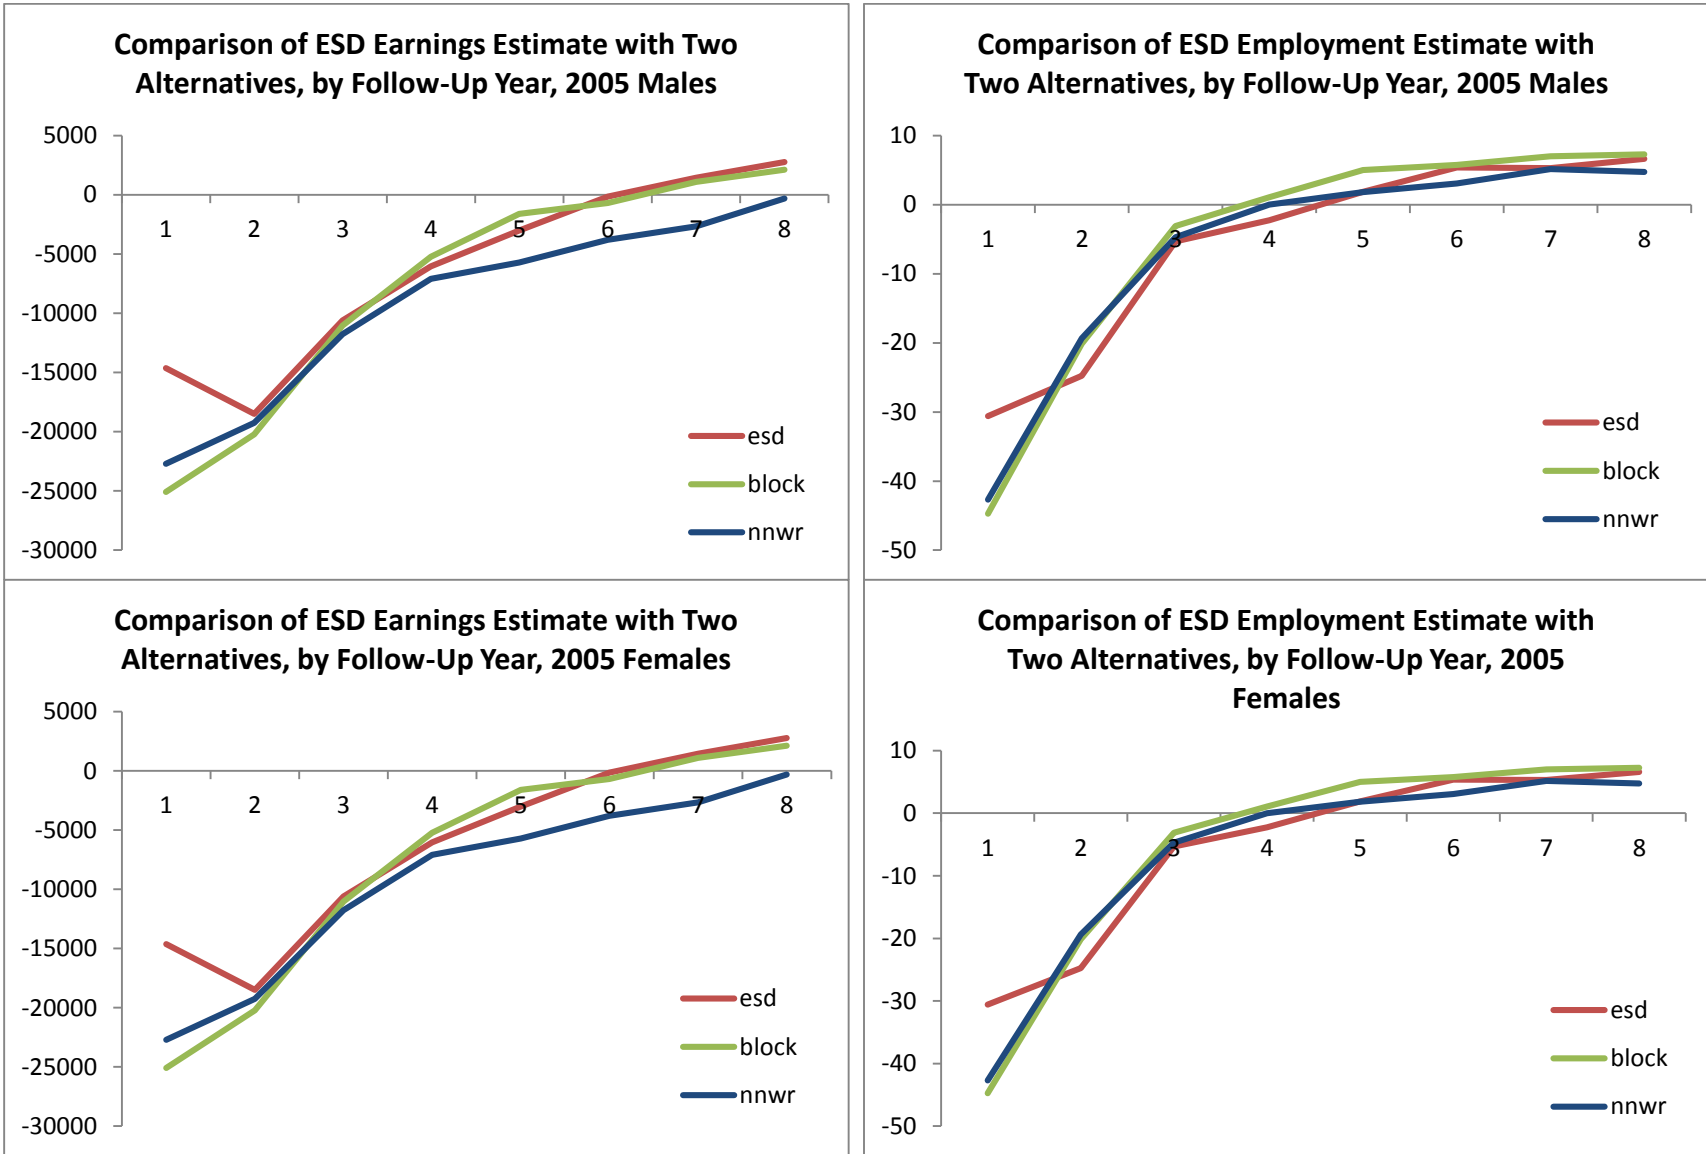 Comparison of ESD Earnings Estimate with Two
Alternatives, by Follow-Up Year, 2005 Males
5000
0
-5000
-10000
-15000
-20000
-25000
-30000
1 2 3 4 5 6 7 8
esd
block
nnwr
Comparison of ESD Employment Estimate with
Two Alternatives, by Follow-Up Year, 2005 Males
10
0
-10
-20
-30
-40
-50
1 2 3 4 5 6 7 8
esd
block
nnwr
Comparison of ESD Earnings Estimate with Two
Alternatives, by Follow-Up Year, 2005 Females
5000
0
-5000
-10000
-15000
-20000
-25000
-30000
1 2 3 4 5 6 7 8
esd
block
nnwr
Comparison of ESD Employment Estimate with
Two Alternatives, by Follow-Up Year, 2005
Females
10
0
-10
-20
-30
-40
-50
1 2 3 4 5 6 7 8
esd
block
nnwr